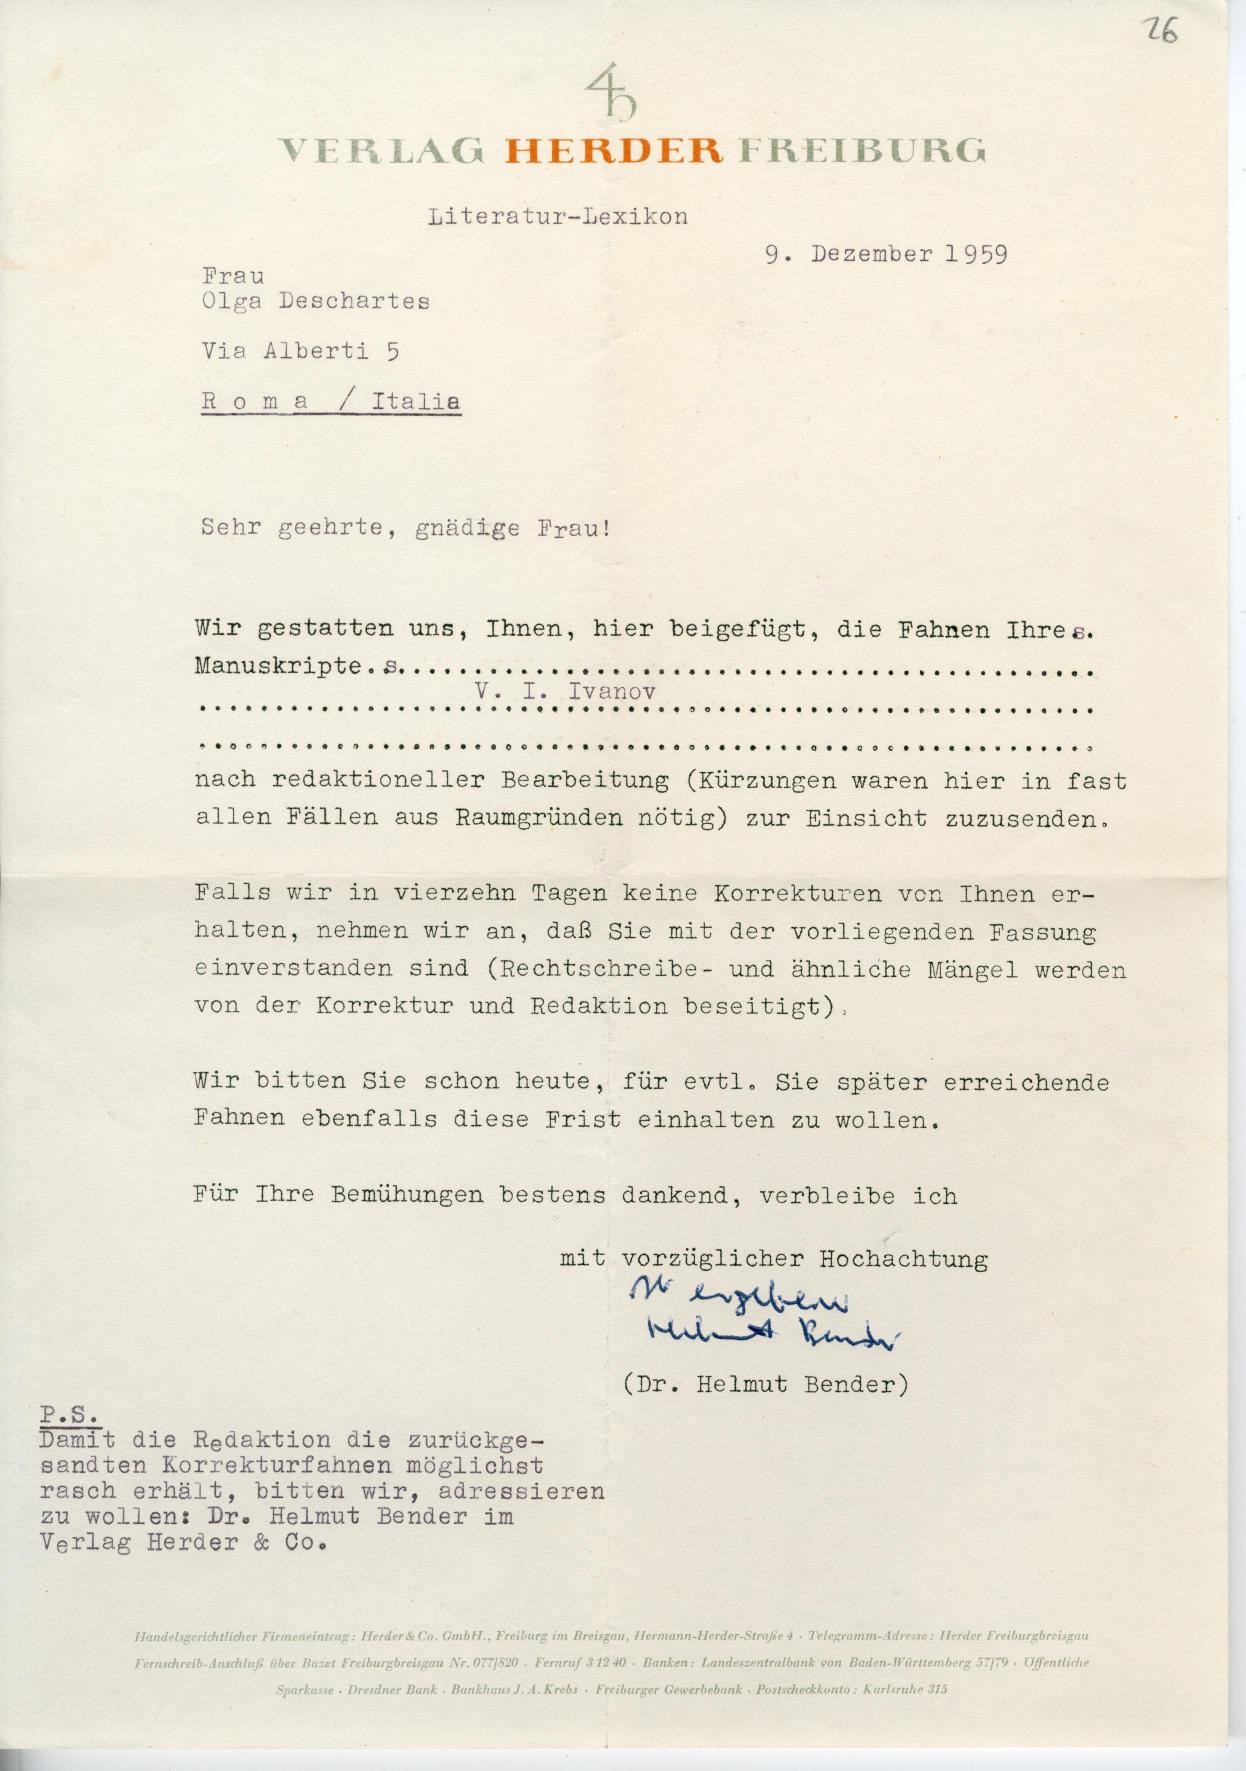 26
VERLAG HERDER FREIBURG
Literatur-Lexikon
9. Dezember 1959
Frau
Olga Deschartes
Via Alberti 5
R o m a / Italia
Sehr geehrte, gnädige Frau!
Wir gestatten uns, Ihnen, hier beigefügt, die Fahnen Ihres.
Manuskripte.s..............................................
V. I. Ivanov
...........................................................
...........................................................
nach redaktioneller Bearbeitung (Kürzungen waren hier in fast
allen Fällen aus Raumgründen nötig) zur Einsicht zuzusenden.
Falls wir in vierzehn Tagen keine Korrekturen von Ihnen er-
halten, nehmen wir an, daß Sie mit der vorliegenden Fassung
einverstanden sind (Rechtschreibe- und ähnliche Mängel werden
von der Korrektur und Redaktion beseitigt).
Wir bitten Sie schon heute, für evtl. Sie später erreichende
Fahnen ebenfalls diese Frist einhalten zu wollen.
Für Ihre Bemühungen bestens dankend, verbleibe ich
mit vorzüglicher Hochachtung
Helmut Bender
(Dr. Helmut Bender)
P.S.
Damit die Redaktion die zurückge-
sandten Korrekturfahnen möglichst
rasch erhält, bitten wir, adressieren
zu wollen: Dr. Helmut Bender im
Verlag Herder & Co.
Handelsgerichtlicher Firmeneintrag: Herder & Co. GmbH., Freiburg im Breisgau, Hermann-Herder-Straße 4 · Telegramm-Adresse: Herder Freiburgbreisgau
Fernschreib-Anschluß über Bazet Freiburgbreisgau Nr. 077/820 · Fernruf 3 12 40 · Banken: Landeszentralbank von Baden-Württemberg 57/79 · Öffentliche
Sparkasse · Dresdner Bank · Bankhaus J. A. Krebs · Freiburger Gewerbebank · Postscheckkonto: Karlsruhe 315